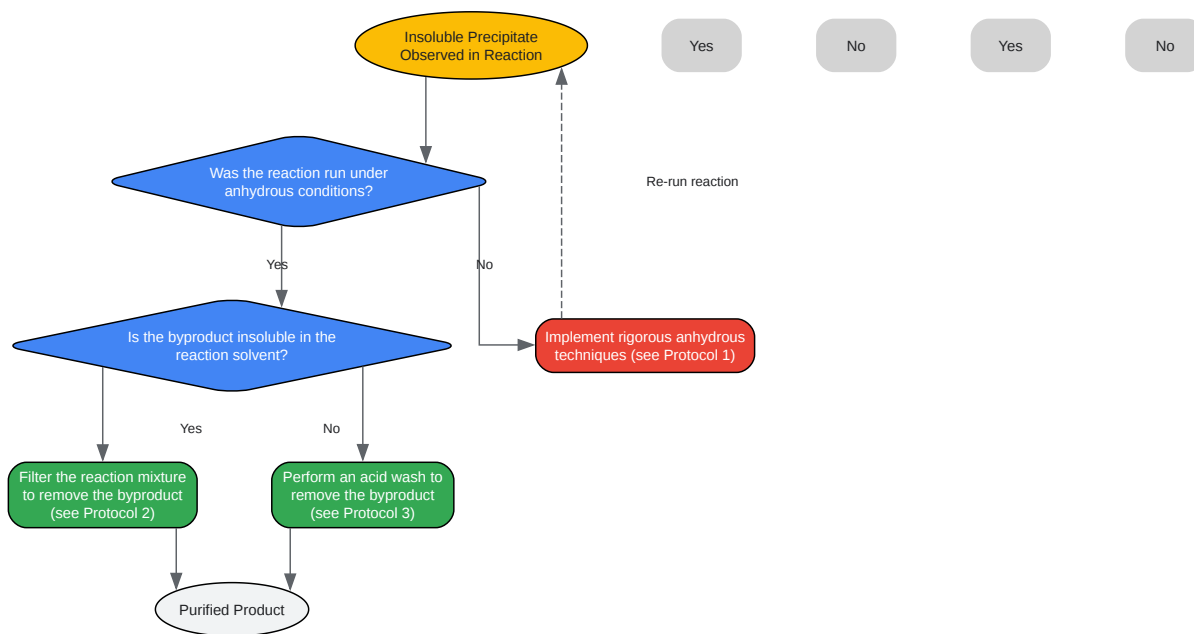 Insoluble Precipitate
Observed in Reaction
Yes
No
Yes
No
Was the reaction run under
anhydrous conditions?
Re-run reaction
Yes
No
Is the byproduct insoluble in the
reaction solvent?
Implement rigorous anhydrous
techniques (see Protocol 1)
Yes
No
Filter the reaction mixture
to remove the byproduct
(see Protocol 2)
Perform an acid wash to
remove the byproduct
(see Protocol 3)
Purified Product